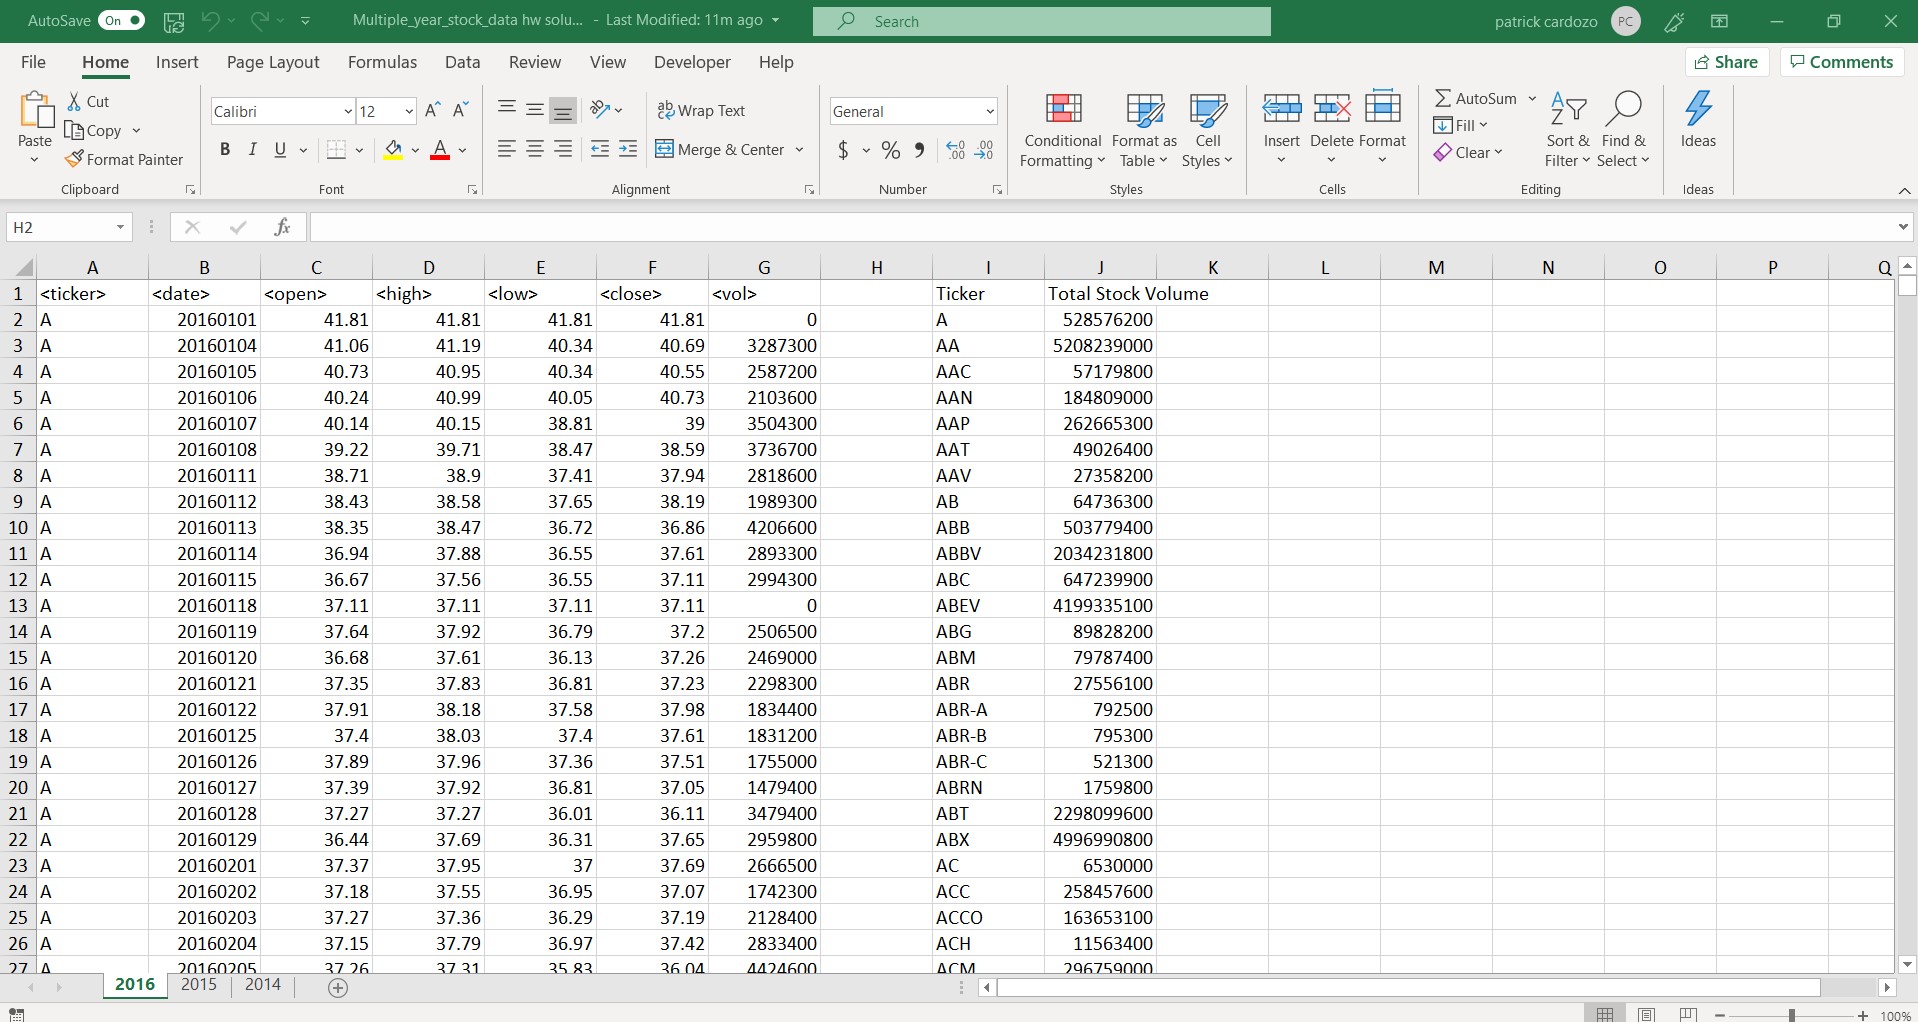 AutoSave On Multiple_year_stock_data hw solu... - Last Modified: 11m ago Search patrick cardozo PC
File Home Insert Page Layout Formulas Data Review View Developer Help Share Comments
Cut Calibri 12 A^ A˅ ab Wrap Text General AutoSum
Copy Fill
Paste Format Painter B I U A Merge & Center $ % , Conditional Formatting Format as Table Cell Styles Insert Delete Format Clear Sort & Filter Find & Select Ideas
Clipboard Font Alignment Number Styles Cells Editing Ideas
H2 fx
A B C D E F G H I J K L M N O P Q
1 <ticker> <date> <open> <high> <low> <close> <vol> Ticker Total Stock Volume
2 A 20160101 41.81 41.81 41.81 41.81 0 A 528576200
3 A 20160104 41.06 41.19 40.34 40.69 3287300 AA 5208239000
4 A 20160105 40.73 40.95 40.34 40.55 2587200 AAC 57179800
5 A 20160106 40.24 40.99 40.05 40.73 2103600 AAN 184809000
6 A 20160107 40.14 40.15 38.81 39 3504300 AAP 262665300
7 A 20160108 39.22 39.71 38.47 38.59 3736700 AAT 49026400
8 A 20160111 38.71 38.9 37.41 37.94 2818600 AAV 27358200
9 A 20160112 38.43 38.58 37.65 38.19 1989300 AB 64736300
10 A 20160113 38.35 38.47 36.72 36.86 4206600 ABB 503779400
11 A 20160114 36.94 37.88 36.55 37.61 2893300 ABBV 2034231800
12 A 20160115 36.67 37.56 36.55 37.11 2994300 ABC 647239900
13 A 20160118 37.11 37.11 37.11 37.11 0 ABEV 4199335100
14 A 20160119 37.64 37.92 36.79 37.2 2506500 ABG 89828200
15 A 20160120 36.68 37.61 36.13 37.26 2469000 ABM 79787400
16 A 20160121 37.35 37.83 36.81 37.23 2298300 ABR 27556100
17 A 20160122 37.91 38.18 37.58 37.98 1834400 ABR-A 792500
18 A 20160125 37.4 38.03 37.4 37.61 1831200 ABR-B 795300
19 A 20160126 37.89 37.96 37.36 37.51 1755000 ABR-C 521300
20 A 20160127 37.39 37.92 36.81 37.05 1479400 ABRN 1759800
21 A 20160128 37.27 37.27 36.01 36.11 3479400 ABT 2298099600
22 A 20160129 36.44 37.69 36.31 37.65 2959800 ABX 4996990800
23 A 20160201 37.37 37.95 37 37.69 2666500 AC 6530000
24 A 20160202 37.18 37.55 36.95 37.07 1742300 ACC 258457600
25 A 20160203 37.27 37.36 36.29 37.19 2128400 ACCO 163653100
26 A 20160204 37.15 37.79 36.97 37.42 2833400 ACH 11563400
27 A 20160205 37.26 37.31 35.83 36.04 4424600 ACM 296759000
2016 2015 2014
100%